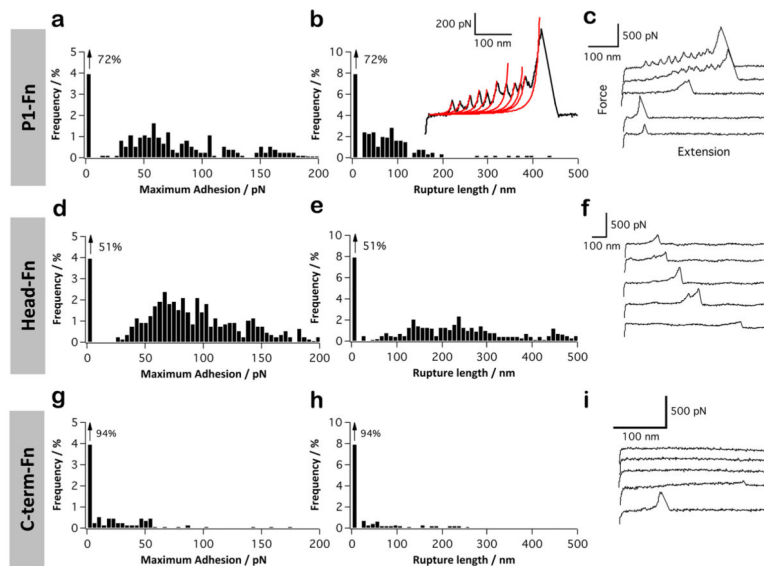 a
b
c
P1-Fn
5
4
3
2
1
0
72%
Frequency / %
0
50
100
150
200
Maximum Adhesion / pN
10
8
6
4
2
0
72%
Frequency / %
200 pN
100 nm
0
100
200
300
400
500
Rupture length / nm
500 pN
100 nm
Force
Extension
d
e
f
Head-Fn
5
4
3
2
1
0
51%
Frequency / %
0
50
100
150
200
Maximum Adhesion / pN
10
8
6
4
2
0
51%
Frequency / %
0
100
200
300
400
500
Rupture length / nm
500 pN
100 nm
g
h
i
C-term-Fn
5
4
3
2
1
0
94%
Frequency / %
0
50
100
150
200
Maximum Adhesion / pN
10
8
6
4
2
0
94%
Frequency / %
0
100
200
300
400
500
Rupture length / nm
500 pN
100 nm